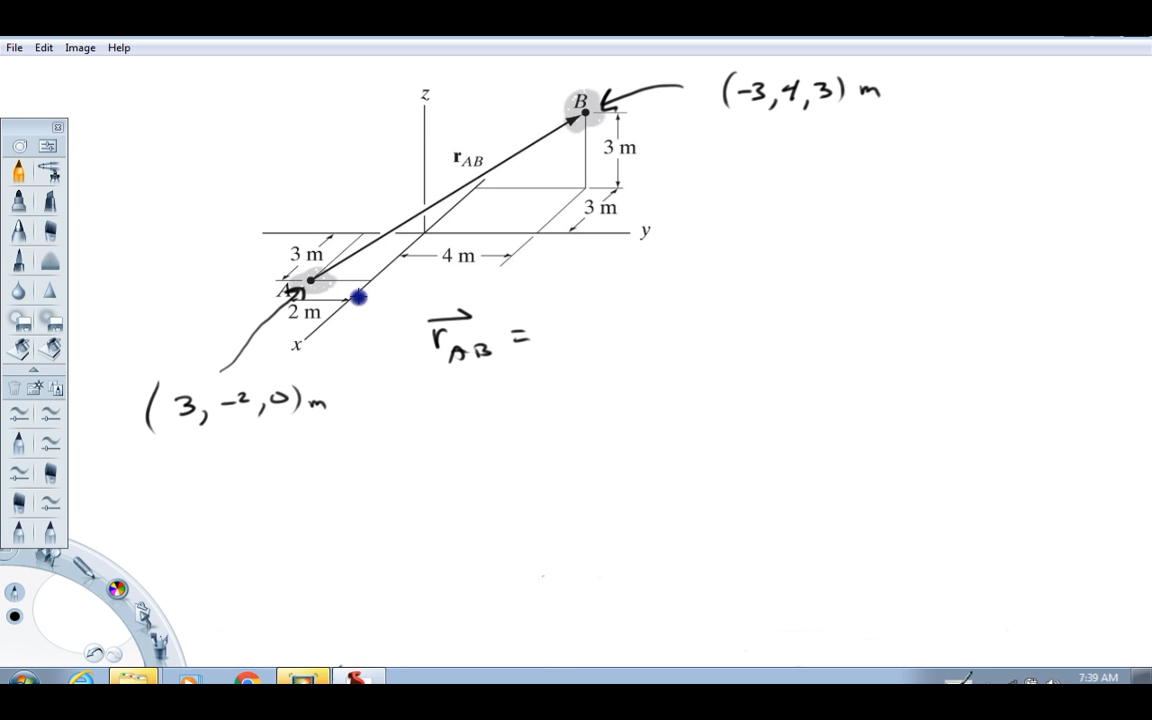 File Edit Image Help
z
B
(-3,4,3) m
3 m
r_AB
3 m
y
3 m
4 m
A
2 m
x
r_AB =
(3,-2,0) m
7:39 AM